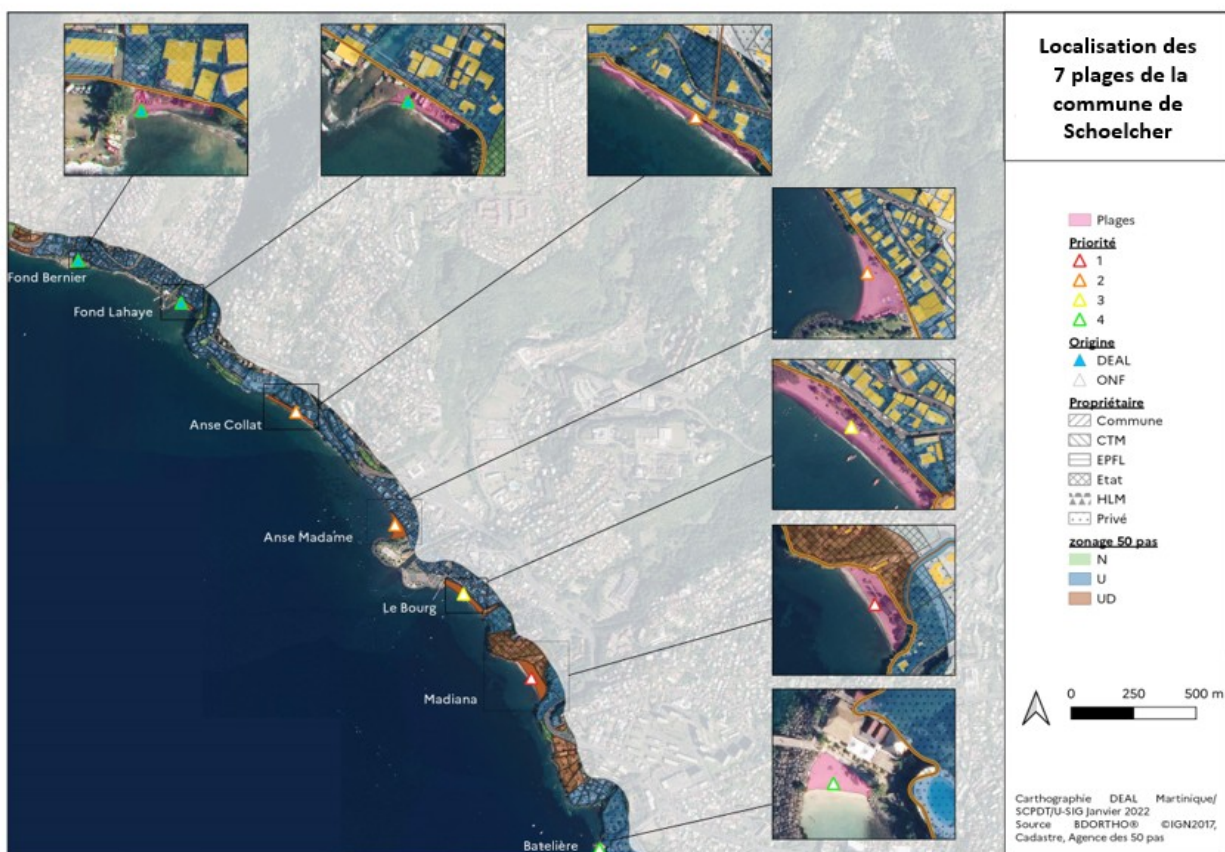 Localisation des
7 plages de la
commune de
Schoelcher
Fond Bernier
Fond Lahaye
Anse Collat
Anse Madame
Le Bourg
Madiana
Batelière
Plages
Priorité
1
2
3
4
Origine
DEAL
ONF
Propriétaire
Commune
CTM
EPFL
Etat
HLM
Privé
zonage 50 pas
N
U
UD
0 250 500 m
Carthographie DEAL Martinique/
SCPDT/U-SIG Janvier 2022
Source BDORTHO® ©IGN2017,
Cadastre, Agence des 50 pas